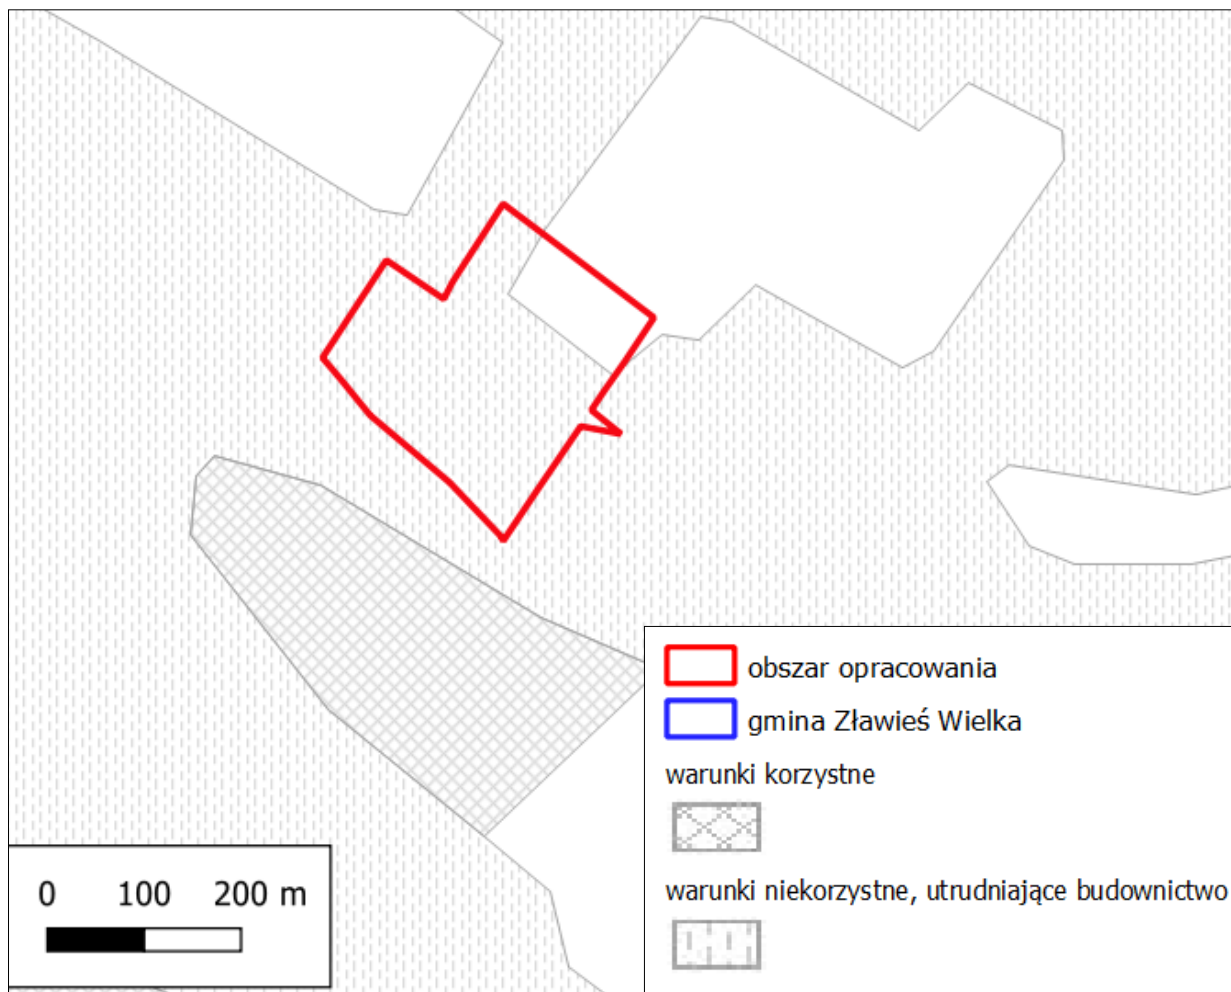 obszar opracowania
gmina Zławieś Wielka
warunki korzystne
warunki niekorzystne, utrudniające budownictwo
0 100 200 m